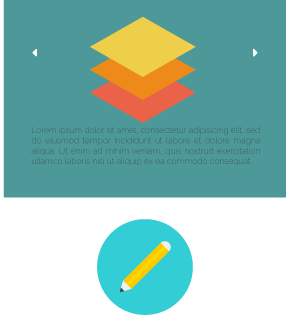 Lorem ipsum dolor sit amet, consectetur adipisicing elit, sed
do eiusmod tempor incididunt ut labore et dolore magna
aliqua. Ut enim ad minim veniam, quis nostrud exercitation
ullamco laboris nisi ut aliquip ex ea commodo consequat.